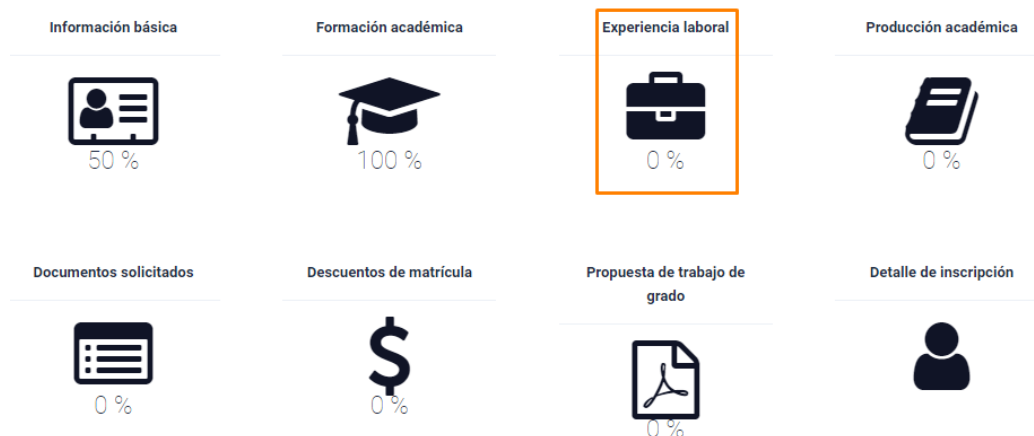 Información básica
Formación académica
Experiencia laboral
Producción académica
50 %
100 %
0 %
0 %
Documentos solicitados
Descuentos de matrícula
Propuesta de trabajo de
grado
Detalle de inscripción
0 %
0 %
0 %